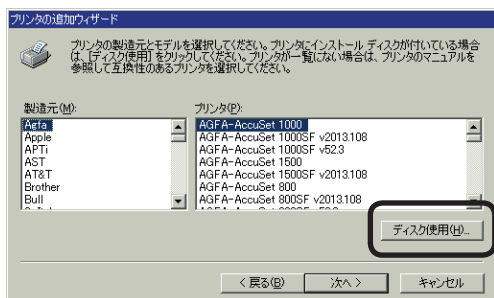 プリンタの追加ウィザード
プリンタの製造元とモデルを選択してください。プリンタにインストール ディスクが付いている場合
は、[ディスク使用] をクリックしてください。プリンタが一覧にない場合は、プリンタのマニュアルを
参照して互換性のあるプリンタを選択してください。
製造元(M):
プリンタ(P):
Agfa
Apple
APTi
AST
AT&T
Brother
Bull
AGFA-AccuSet 1000
AGFA-AccuSet 1000SF v2013.108
AGFA-AccuSet 1000SF v52.3
AGFA-AccuSet 1500
AGFA-AccuSet 1500SF v2013.108
AGFA-AccuSet 800
AGFA-AccuSet 800SF v2013.108
ディスク使用(H)...
< 戻る(B)
次へ >
キャンセル